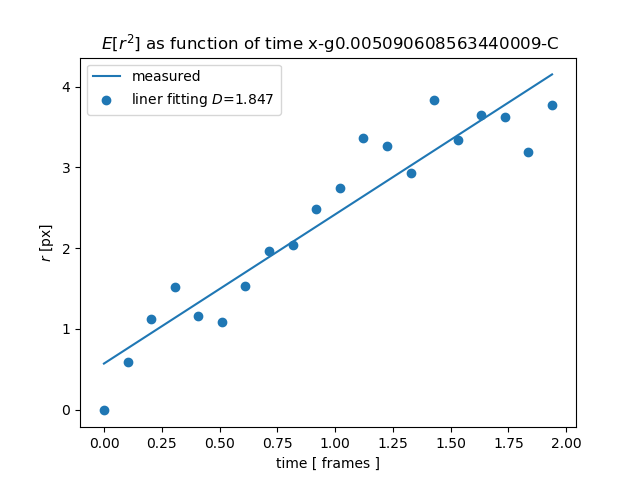 E[r²] as function of time x-g0.005090608563440009-C
measured
liner fitting D=1.847
4
3
2
1
0
r [px]
0.00 0.25 0.50 0.75 1.00 1.25 1.50 1.75 2.00
time [ frames ]